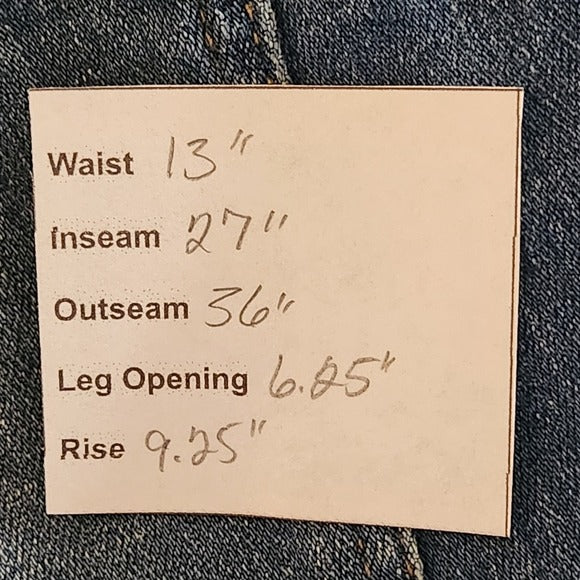 Waist 13"
Inseam 27"
Outseam 36"
Leg Opening 6.25"
Rise 9.25"